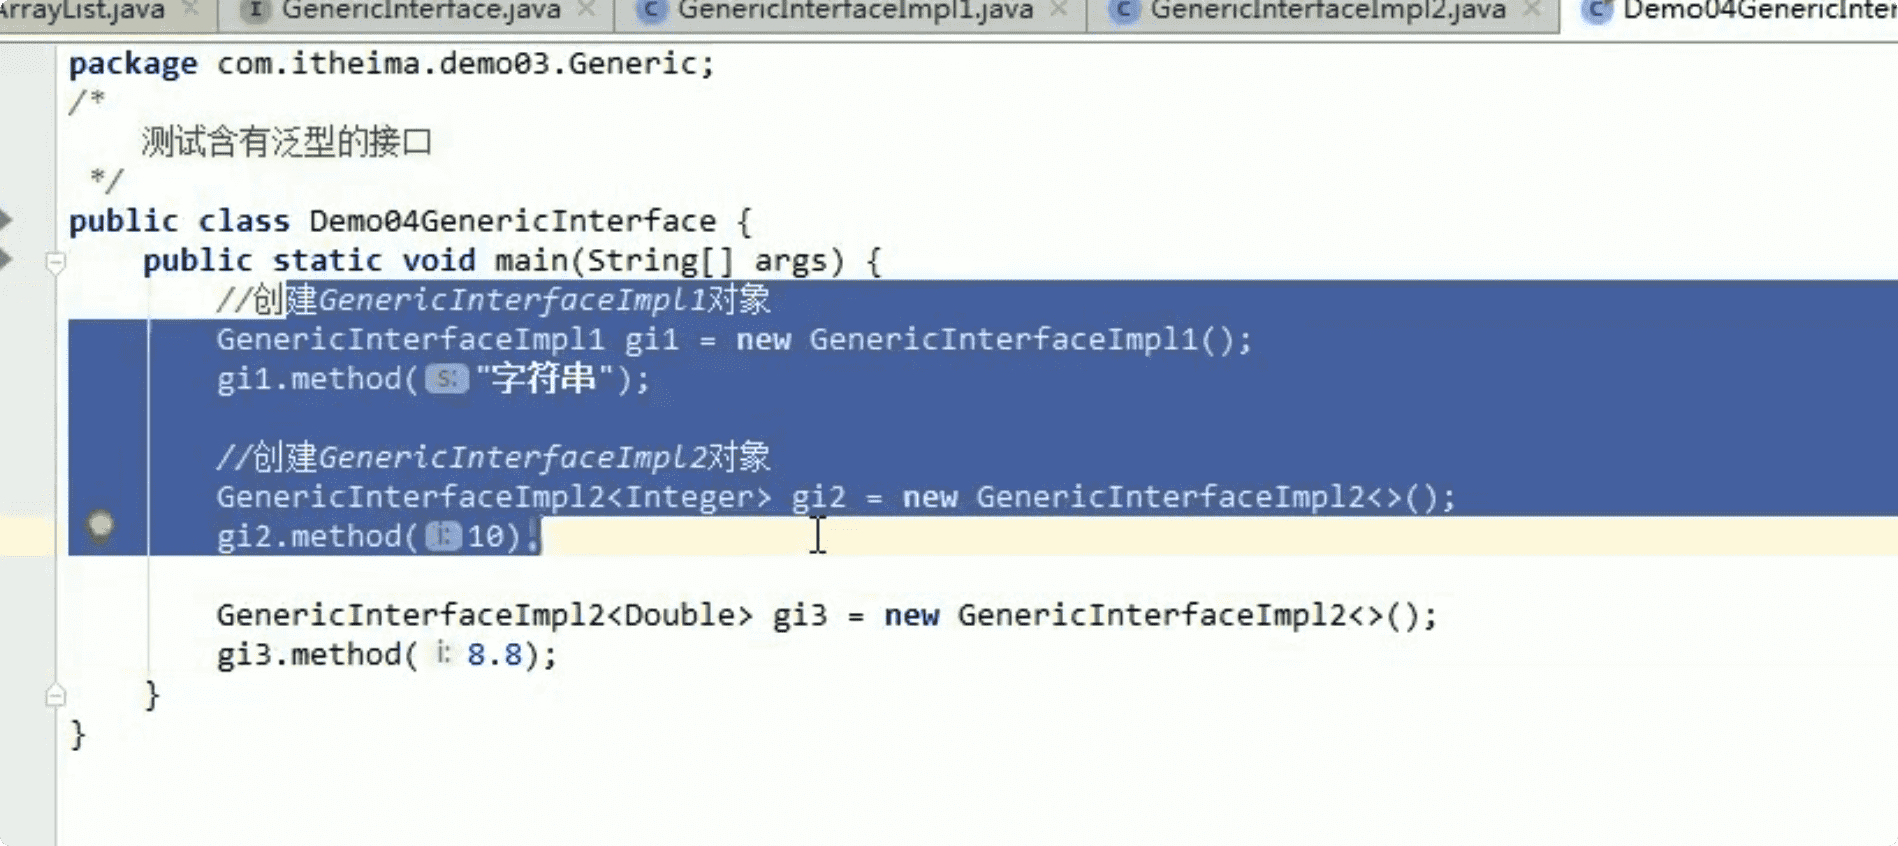 ArrayList.java GenericInterface.java GenericInterfaceImpl1.java GenericInterfaceImpl2.java Demo04GenericInter
package com.itheima.demo03.Generic;
/*
测试含有泛型的接口
*/
public class Demo04GenericInterface {
public static void main(String[] args) {
//创建GenericInterfaceImpl1对象
GenericInterfaceImpl1 gi1 = new GenericInterfaceImpl1();
gi1.method( s: "字符串");
//创建GenericInterfaceImpl2对象
GenericInterfaceImpl2<Integer> gi2 = new GenericInterfaceImpl2<>();
gi2.method( i: 10);
GenericInterfaceImpl2<Double> gi3 = new GenericInterfaceImpl2<>();
gi3.method( i: 8.8);
}
}